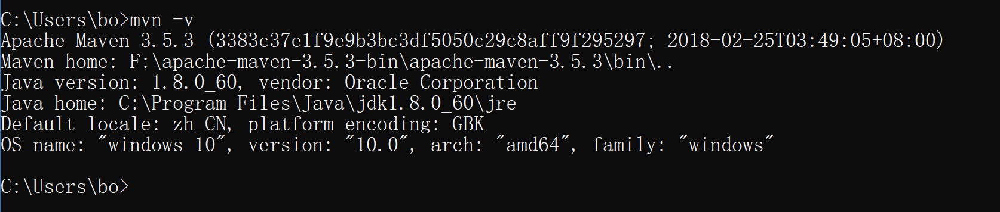 C:\Users\bo>mvn -v
Apache Maven 3.5.3 (3383c37e1f9e9b3bc3df5050c29c8aff9f295297; 2018-02-25T03:49:05+08:00)
Maven home: F:\apache-maven-3.5.3-bin\apache-maven-3.5.3\bin\..
Java version: 1.8.0_60, vendor: Oracle Corporation
Java home: C:\Program Files\Java\jdk1.8.0_60\jre
Default locale: zh_CN, platform encoding: GBK
OS name: "windows 10", version: "10.0", arch: "amd64", family: "windows"
C:\Users\bo>